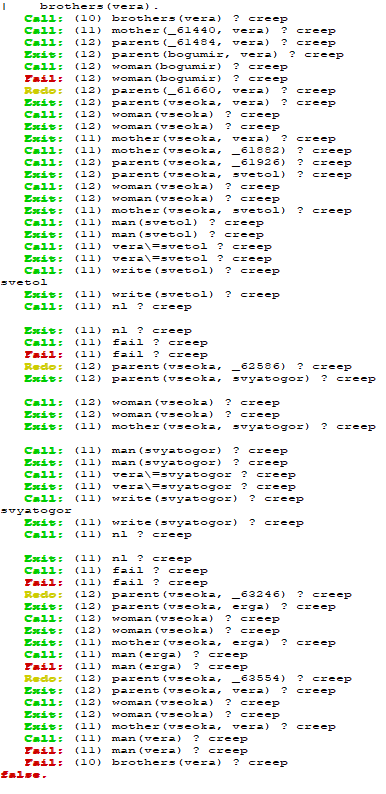 |    brothers(vera).
Call: (10) brothers(vera) ? creep
Call: (11) mother(_61440, vera) ? creep
Call: (12) parent(_61484, vera) ? creep
Exit: (12) parent(bogumir, vera) ? creep
Call: (12) woman(bogumir) ? creep
Fail: (12) woman(bogumir) ? creep
Redo: (12) parent(_61660, vera) ? creep
Exit: (12) parent(vseoka, vera) ? creep
Call: (12) woman(vseoka) ? creep
Exit: (12) woman(vseoka) ? creep
Exit: (11) mother(vseoka, vera) ? creep
Call: (11) mother(vseoka, _61882) ? creep
Call: (12) parent(vseoka, _61926) ? creep
Exit: (12) parent(vseoka, svetol) ? creep
Call: (12) woman(vseoka) ? creep
Exit: (12) woman(vseoka) ? creep
Exit: (11) mother(vseoka, svetol) ? creep
Call: (11) man(svetol) ? creep
Exit: (11) man(svetol) ? creep
Call: (11) vera\=svetol ? creep
Exit: (11) vera\=svetol ? creep
Call: (11) write(svetol) ? creep
svetol
Exit: (11) write(svetol) ? creep
Call: (11) nl ? creep
Exit: (11) nl ? creep
Call: (11) fail ? creep
Fail: (11) fail ? creep
Redo: (12) parent(vseoka, _62586) ? creep
Exit: (12) parent(vseoka, svyatogor) ? creep
Call: (12) woman(vseoka) ? creep
Exit: (12) woman(vseoka) ? creep
Exit: (11) mother(vseoka, svyatogor) ? creep
Call: (11) man(svyatogor) ? creep
Exit: (11) man(svyatogor) ? creep
Call: (11) vera\=svyatogor ? creep
Exit: (11) vera\=svyatogor ? creep
Call: (11) write(svyatogor) ? creep
svyatogor
Exit: (11) write(svyatogor) ? creep
Call: (11) nl ? creep
Exit: (11) nl ? creep
Call: (11) fail ? creep
Fail: (11) fail ? creep
Redo: (12) parent(vseoka, _63246) ? creep
Exit: (12) parent(vseoka, erga) ? creep
Call: (12) woman(vseoka) ? creep
Exit: (12) woman(vseoka) ? creep
Exit: (11) mother(vseoka, erga) ? creep
Call: (11) man(erga) ? creep
Fail: (11) man(erga) ? creep
Redo: (12) parent(vseoka, _63554) ? creep
Exit: (12) parent(vseoka, vera) ? creep
Call: (12) woman(vseoka) ? creep
Exit: (12) woman(vseoka) ? creep
Exit: (11) mother(vseoka, vera) ? creep
Call: (11) man(vera) ? creep
Fail: (11) man(vera) ? creep
Fail: (10) brothers(vera) ? creep
false.